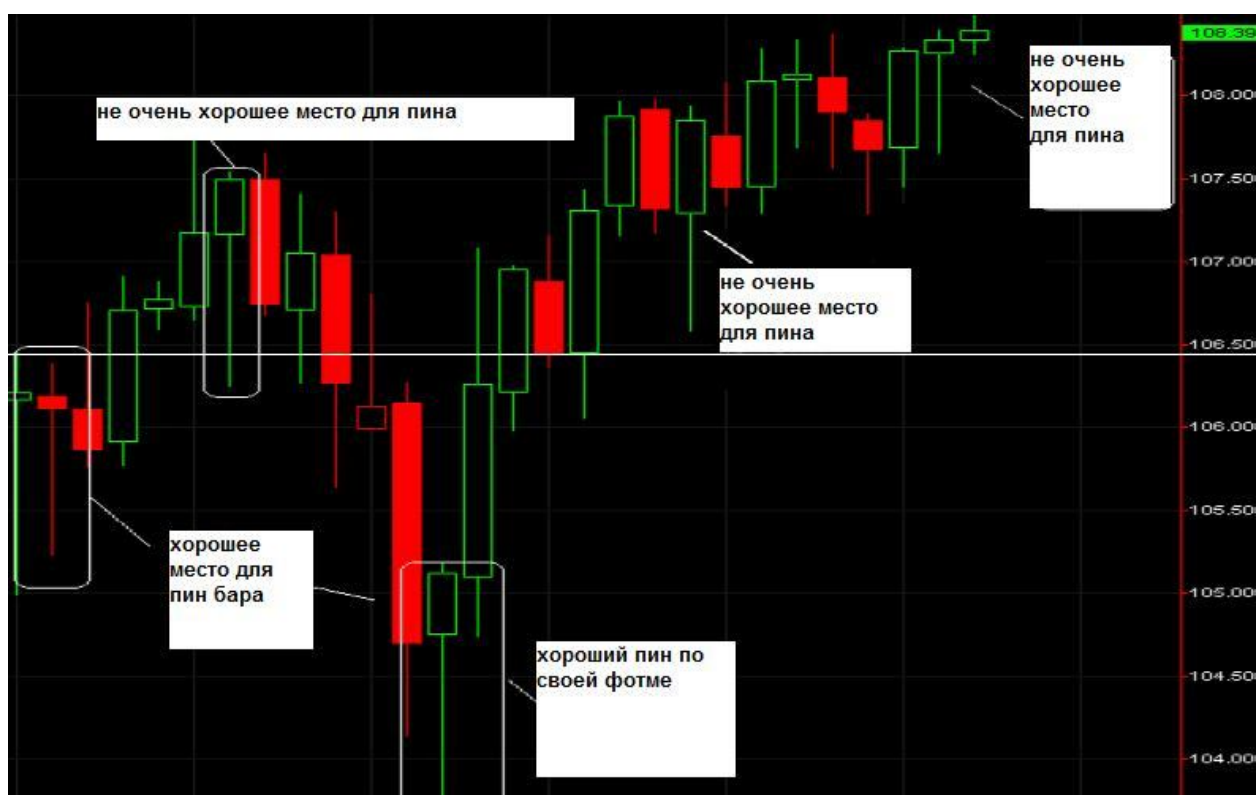 108.39
не очень
хорошее
место
для пина
не очень хорошее место для пина
108.000
107.500
107.000
не очень
хорошее место
для пина
106.500
106.000
105.500
хорошее
место для
пин бара
105.000
хороший пин по
своей фотме
104.500
104.000